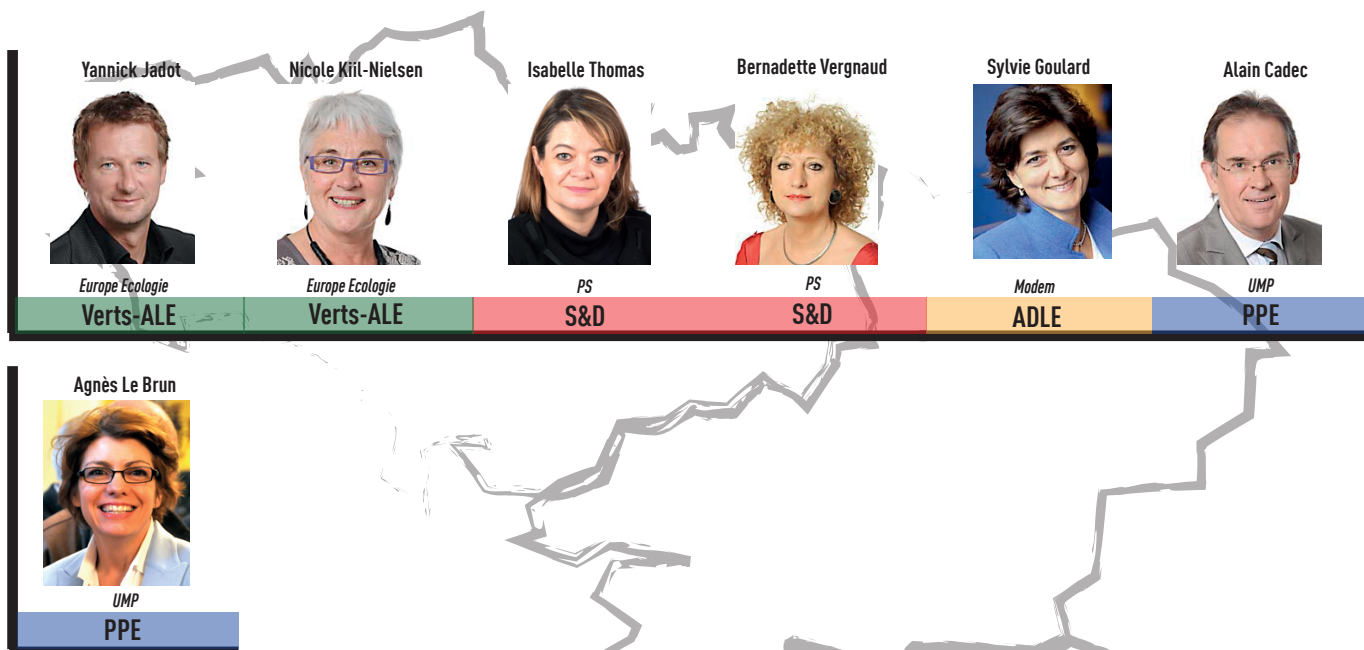 Yannick Jadot
Nicole Kiil-Nielsen
Isabelle Thomas
Bernadette Vergnaud
Sylvie Goulard
Alain Cadec
Europe Ecologie
Europe Ecologie
PS
PS
Modem
UMP
Verts-ALE
Verts-ALE
S&D
S&D
ADLE
PPE
Agnès Le Brun
UMP
PPE